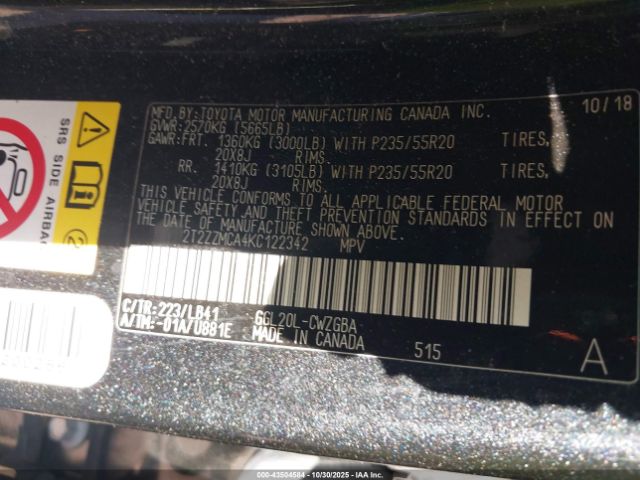 MFD. BY: TOYOTA MOTOR MANUFACTURING CANADA INC. 10/18
GVWR: 2570KG (5665LB)
GAWR: FRT. 1360KG (3000LB) WITH P235/55R20 TIRES,
20X8J RIMS.
RR. 1410KG (3105LB) WITH P235/55R20 TIRES,
20X8J RIMS.
THIS VEHICLE CONFORMS TO ALL APPLICABLE FEDERAL MOTOR
VEHICLE SAFETY, AND THEFT PREVENTION STANDARDS IN EFFECT ON
THE DATE OF MANUFACTURE SHOWN ABOVE.
2T2ZZMCA4KC122342 MPV
C/TR: 223/LB41 GGL20L-CWZGBA
A/TM: -01A/U881E MADE IN CANADA
515 A
SRS SIDE AIRBAG
2
000-43504584 - 10/30/2025 - IAAI.COM